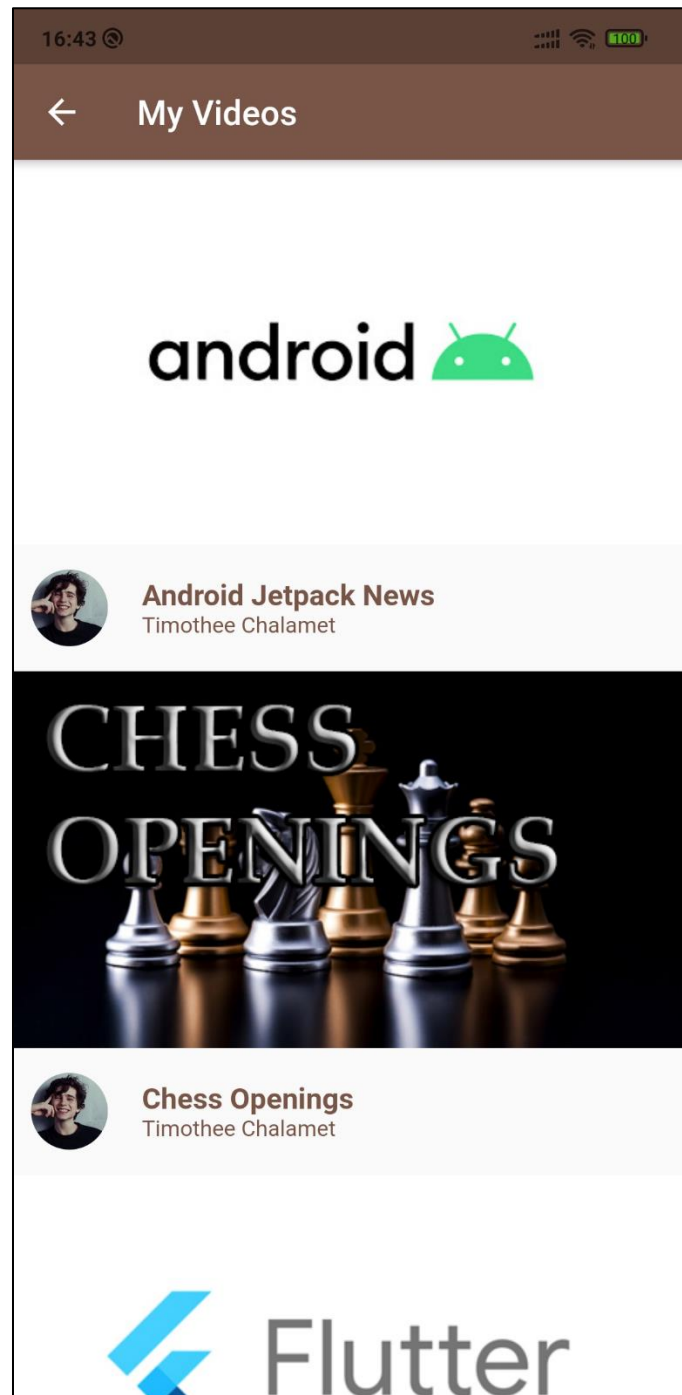 16:43
100
My Videos
android
Android Jetpack News
Timothee Chalamet
CHESS
OPENINGS
Chess Openings
Timothee Chalamet
Flutter